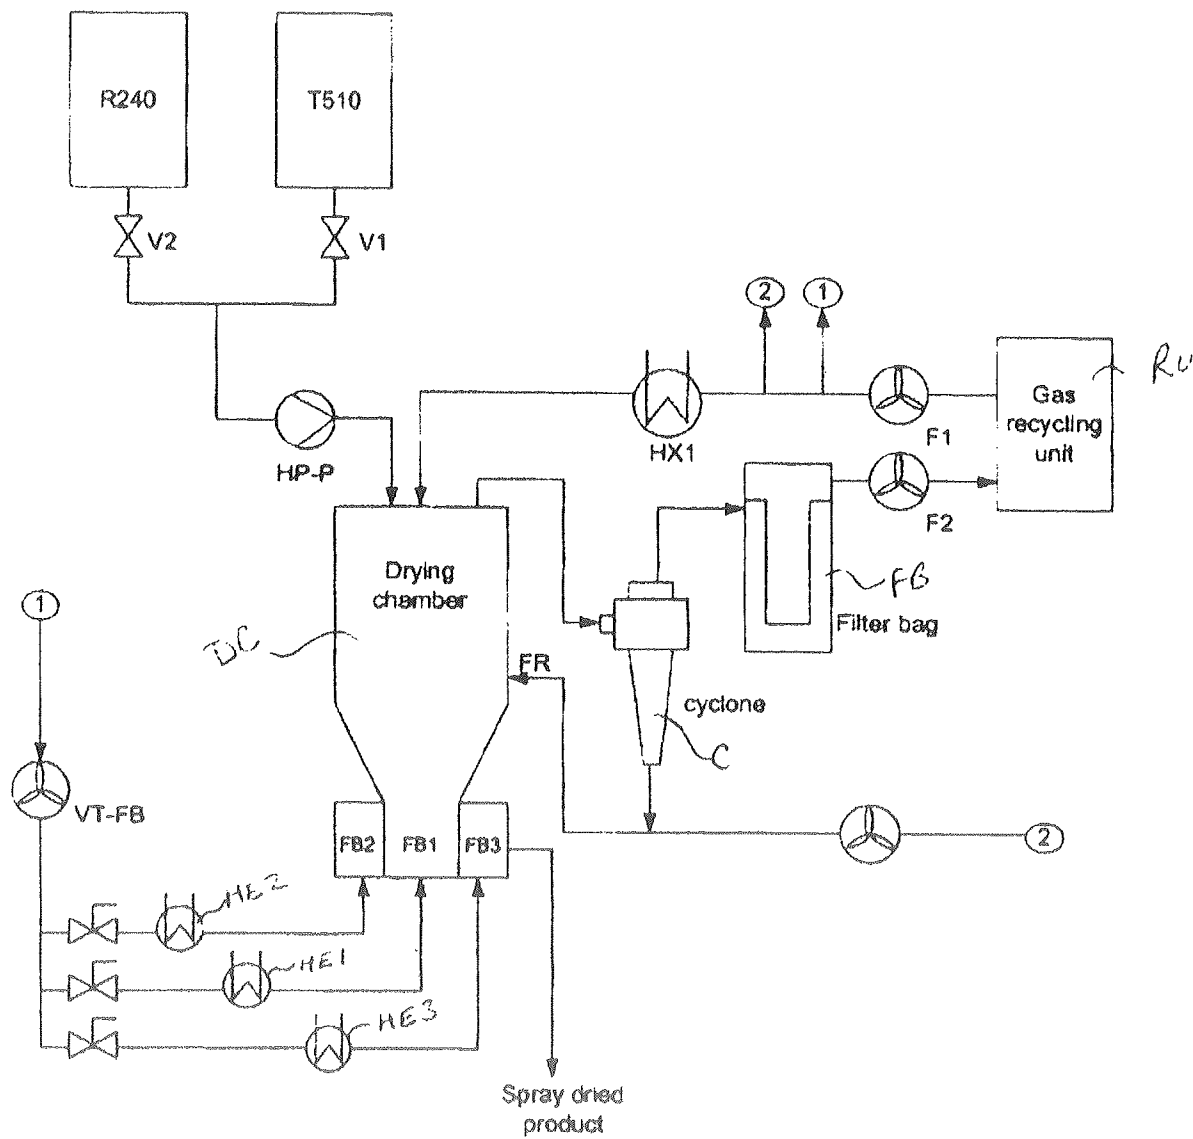 R240
T510
V2
V1
2
1
RU
Gas
recycling
unit
F1
HX1
HP-P
F2
Drying
chamber
FB
Filter bag
1
DC
FR
cyclone
C
VT-FB
FB2
FB1
FB3
2
HE2
HE1
HE3
Spray dried
product